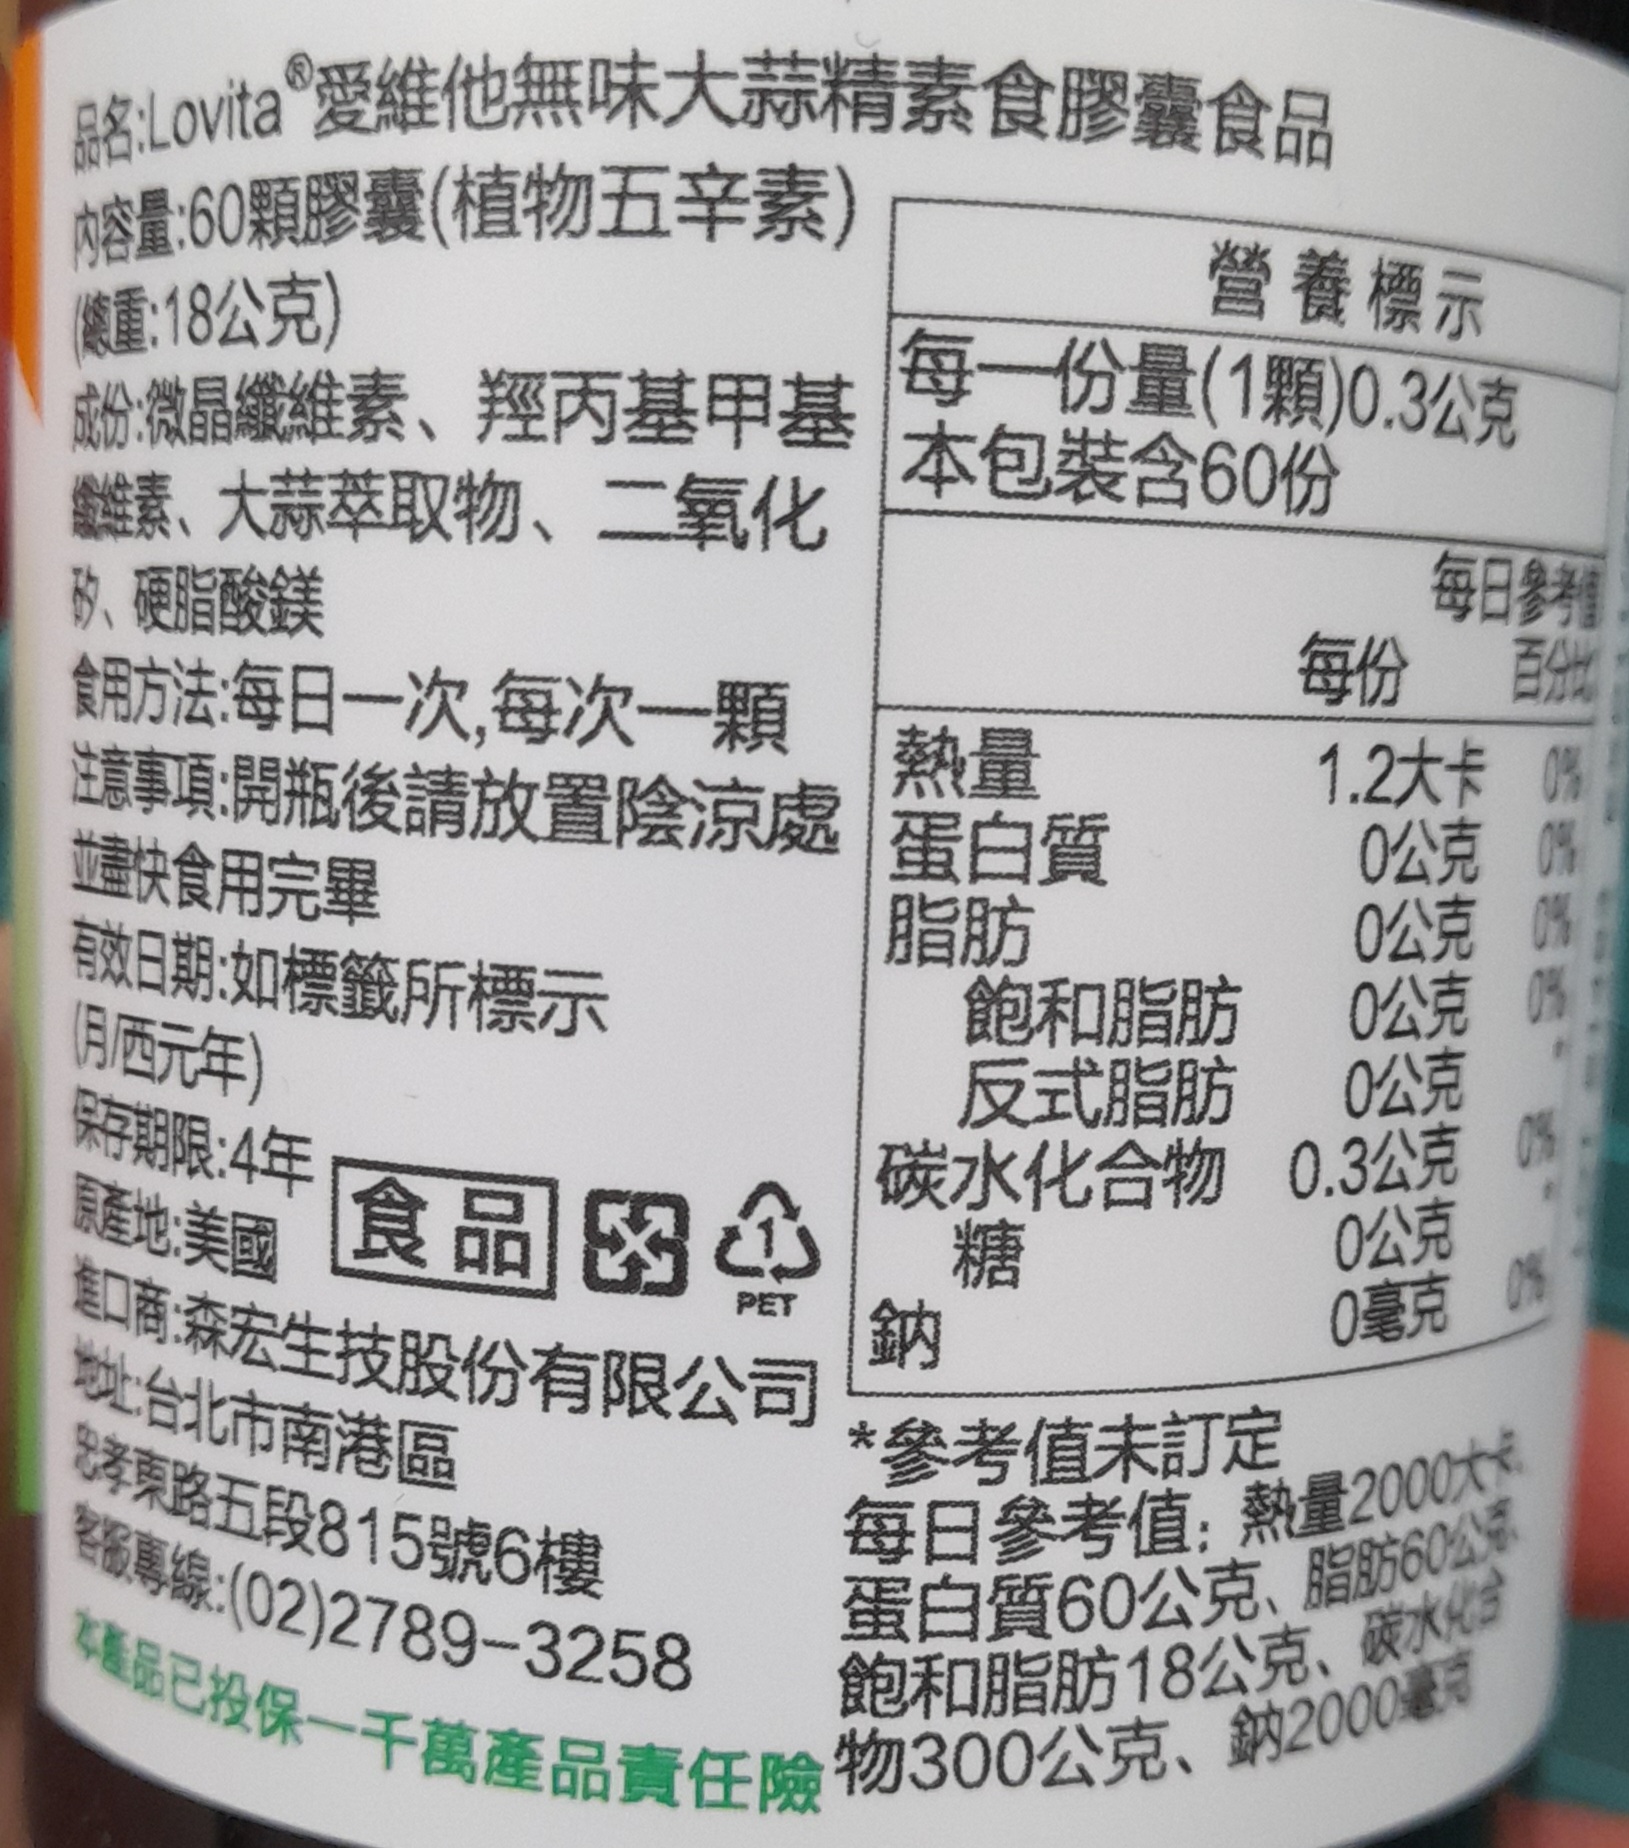 品名:Lovita®愛維他無味大蒜精素食膠囊食品
內容量:60顆膠囊(植物五辛素)
(總重:18公克)
成份:微晶纖維素、羥丙基甲基
纖維素、大蒜萃取物、二氧化
矽、硬脂酸鎂
食用方法:每日一次,每次一顆
注意事項:開瓶後請放置陰涼處
並盡快食用完畢
有效日期:如標籤所標示
(月/西元年)
保存期限:4年
原產地:美國
食品
1
PET
進口商:森宏生技股份有限公司
地址:台北市南港區
忠孝東路五段815號6樓
客服專線:(02)2789-3258
本產品已投保一千萬產品責任險
營養標示
每一份量(1顆)0.3公克
本包裝含60份
每日參考值
每份 百分比
熱量 1.2大卡 0%
蛋白質 0公克 0%
脂肪 0公克 0%
飽和脂肪 0公克 0%
反式脂肪 0公克 *
碳水化合物 0.3公克 0%
糖 0公克 *
鈉 0毫克 0%
*參考值未訂定
每日參考值: 熱量2000大卡、
蛋白質60公克、脂肪60公克、
飽和脂肪18公克、碳水化合
物300公克、鈉2000毫克